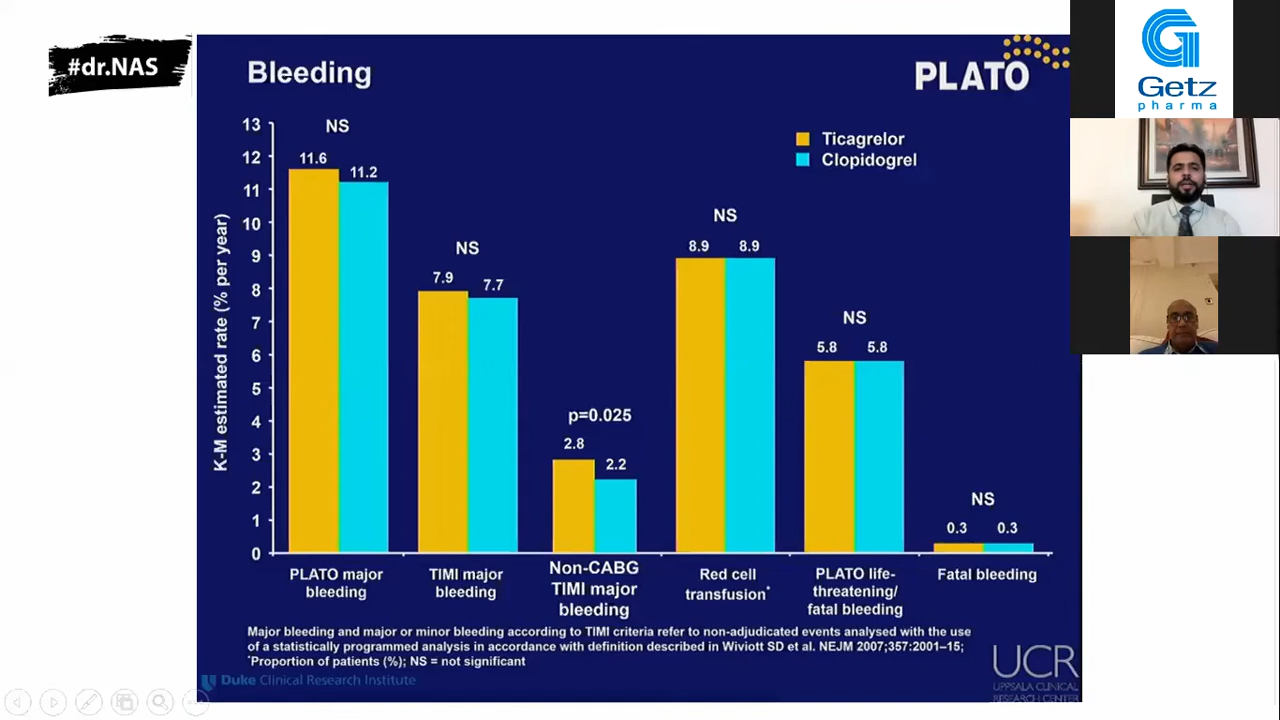 #dr.NAS
Bleeding
PLATO
Getz
pharma
Ticagrelor
Clopidogrel
K-M estimated rate (% per year)
13
12
11
10
9
8
7
6
5
4
3
2
1
0
NS
11.6
11.2
NS
7.9
7.7
p=0.025
2.8
2.2
NS
8.9
8.9
NS
5.8
5.8
NS
0.3
0.3
PLATO major
bleeding
TIMI major
bleeding
Non-CABG
TIMI major
bleeding
Red cell
transfusion*
PLATO life-
threatening/
fatal bleeding
Fatal bleeding
Major bleeding and major or minor bleeding according to TIMI criteria refer to non-adjudicated events analysed with the use
of a statistically programmed analysis in accordance with definition described in Wiviott SD et al. NEJM 2007;357:2001–15;
*Proportion of patients (%); NS = not significant
Duke Clinical Research Institute
UCR
UPPSALA CLINICAL
RESEARCH CENTER